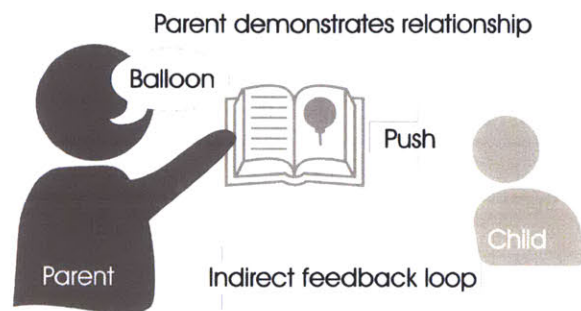 Parent demonstrates relationship
Balloon
Push
Child
Parent
Indirect feedback loop